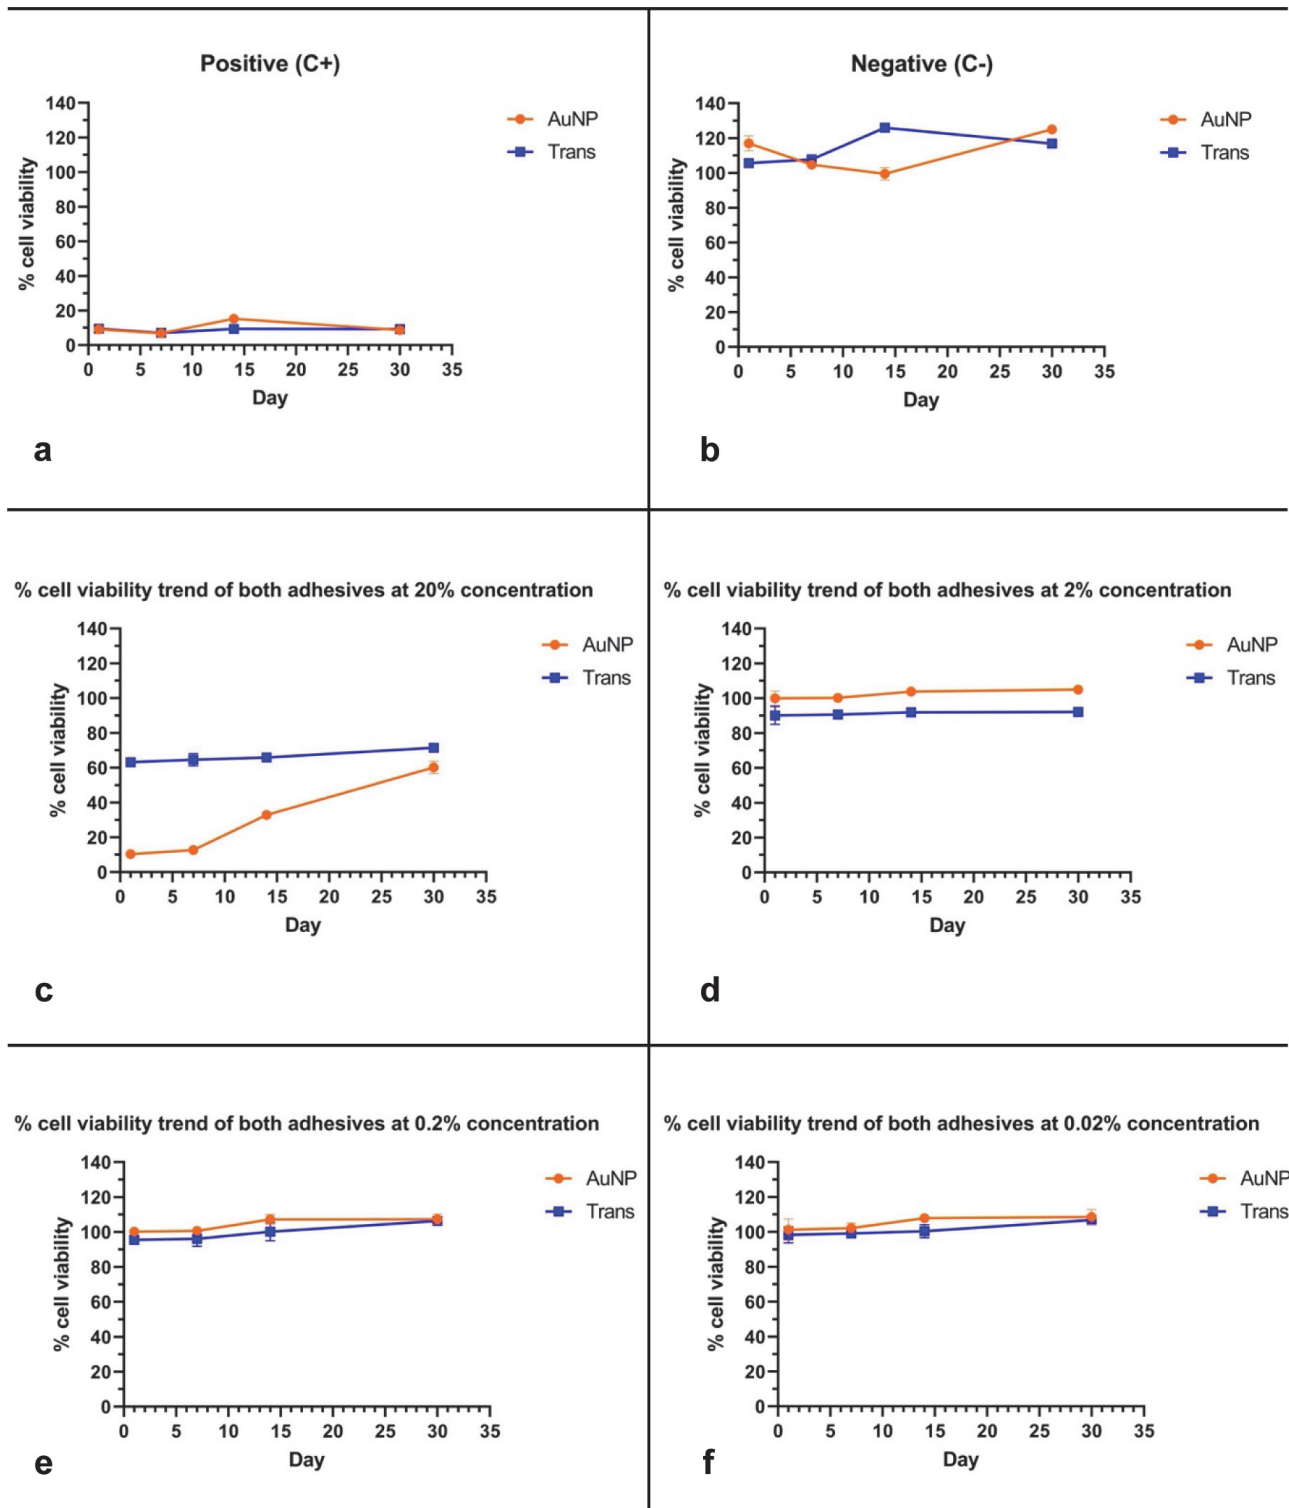 Positive (C+)
140
120
100
80
60
40
20
0
% cell viability
0 5 10 15 20 25 30 35
Day
AuNP
Trans
a
Negative (C-)
140
120
100
80
60
40
20
0
% cell viability
0 5 10 15 20 25 30 35
Day
AuNP
Trans
b
% cell viability trend of both adhesives at 20% concentration
140
120
100
80
60
40
20
0
% cell viability
0 5 10 15 20 25 30 35
Day
AuNP
Trans
c
% cell viability trend of both adhesives at 2% concentration
140
120
100
80
60
40
20
0
% cell viability
0 5 10 15 20 25 30 35
Day
AuNP
Trans
d
% cell viability trend of both adhesives at 0.2% concentration
140
120
100
80
60
40
20
0
% cell viability
0 5 10 15 20 25 30 35
Day
AuNP
Trans
e
% cell viability trend of both adhesives at 0.02% concentration
140
120
100
80
60
40
20
0
% cell viability
0 5 10 15 20 25 30 35
Day
AuNP
Trans
f